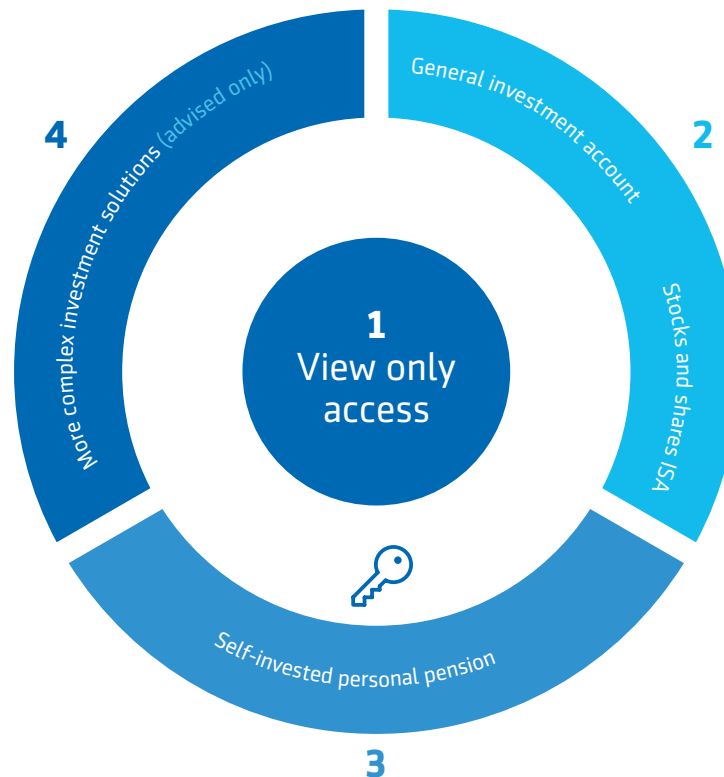 1
View only
access
2
General investment account
Stocks and shares ISA
3
Self-invested personal pension
4
More complex investment solutions (advised only)